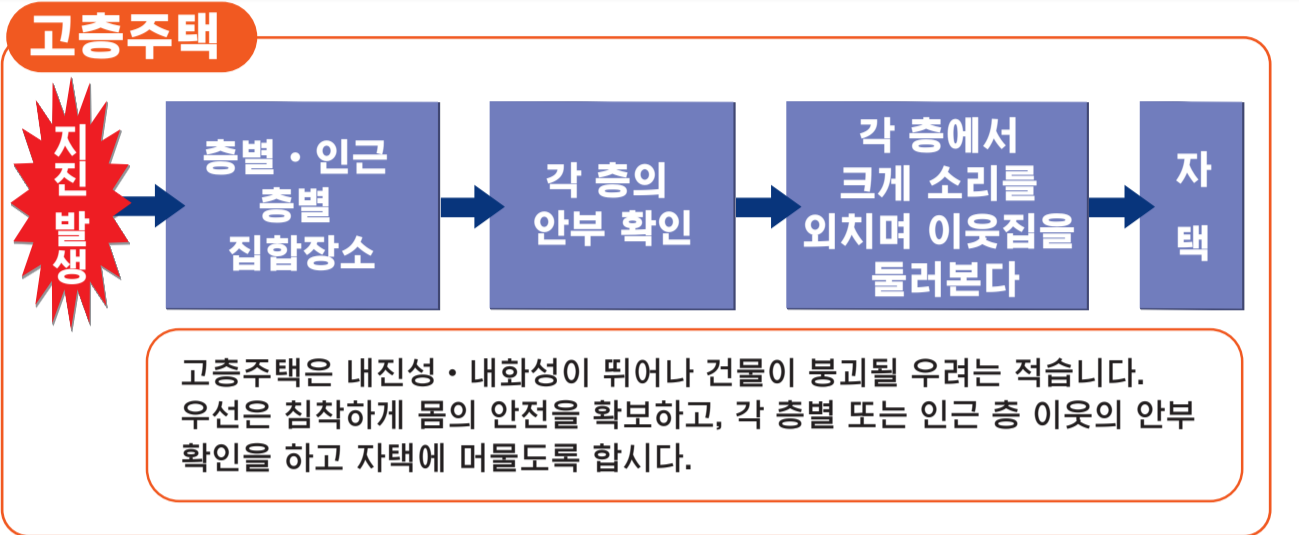 고층주택
지진 발생
층별・인근
층별
집합장소
각 층의
안부 확인
각 층에서
크게 소리를
외치며 이웃집을
둘러본다
자
택
고층주택은 내진성・내화성이 뛰어나 건물이 붕괴될 우려는 적습니다.
우선은 침착하게 몸의 안전을 확보하고, 각 층별 또는 인근 층 이웃의 안부
확인을 하고 자택에 머물도록 합시다.